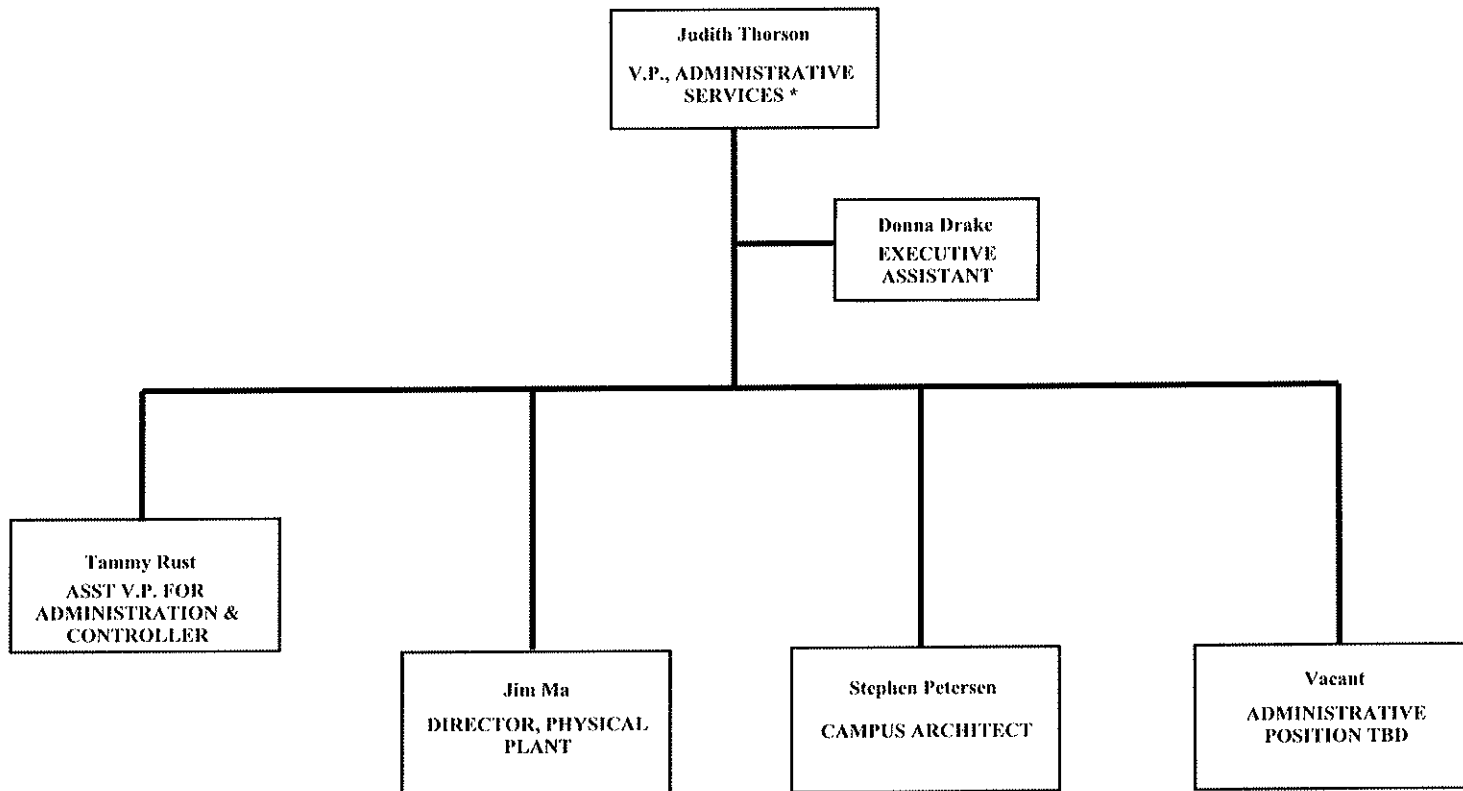 Judith Thorson
V.P., ADMINISTRATIVE
SERVICES *
Donna Drake
EXECUTIVE
ASSISTANT
Tammy Rust
ASST V.P. FOR
ADMINISTRATION &
CONTROLLER
Jim Ma
DIRECTOR, PHYSICAL
PLANT
Stephen Petersen
CAMPUS ARCHITECT
Vacant
ADMINISTRATIVE
POSITION TBD